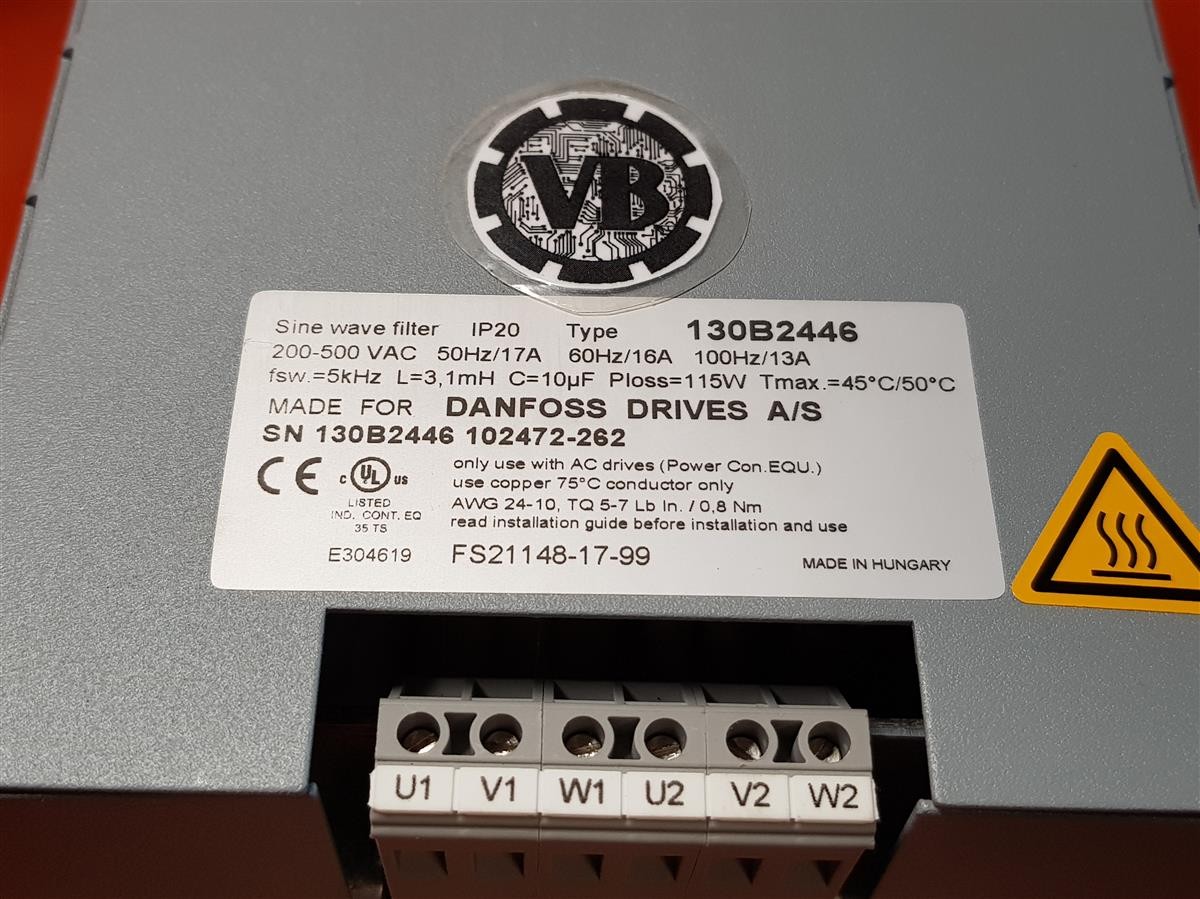 VB
Sine wave filter IP20 Type 130B2446
200-500 VAC 50Hz/17A 60Hz/16A 100Hz/13A
fsw.=5kHz L=3,1mH C=10µF Ploss=115W Tmax.=45°C/50°C
MADE FOR DANFOSS DRIVES A/S
SN 130B2446 102472-262
CE c UL us
LISTED
IND. CONT. EQ
35 TS
only use with AC drives (Power Con.EQU.)
use copper 75°C conductor only
AWG 24-10, TQ 5-7 Lb In. / 0,8 Nm
read installation guide before installation and use
E304619 FS21148-17-99 MADE IN HUNGARY
U1 V1 W1 U2 V2 W2